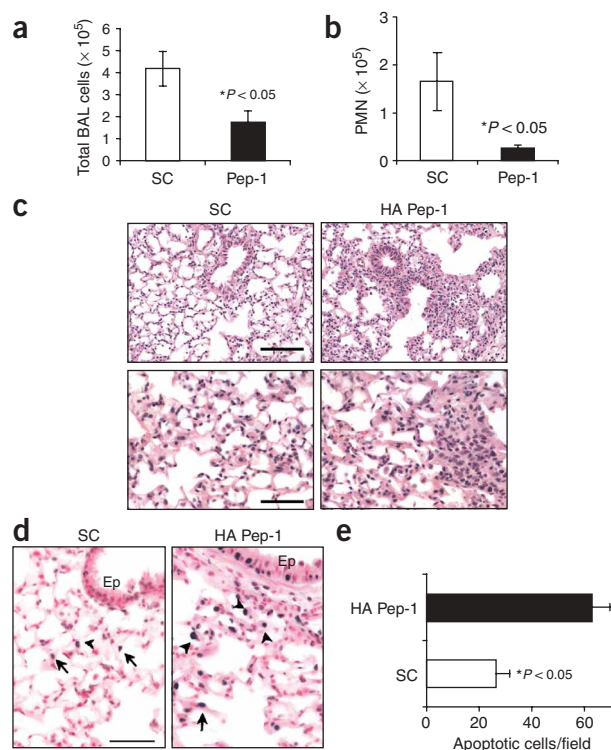 a
Total BAL cells (× 10⁵)
6
5
4
3
2
1
0
*P < 0.05
SC
Pep-1
b
PMN (× 10⁵)
3
2
1
0
*P < 0.05
SC
Pep-1
c
SC
HA Pep-1
d
SC
HA Pep-1
Ep
Ep
e
HA Pep-1
SC
*P < 0.05
0
20
40
60
Apoptotic cells/field